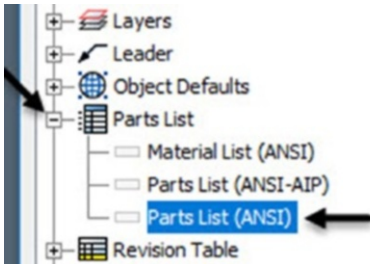 Layers
Leader
Object Defaults
Parts List
Material List (ANSI)
Parts List (ANSI-AIP)
Parts List (ANSI)
Revision Table